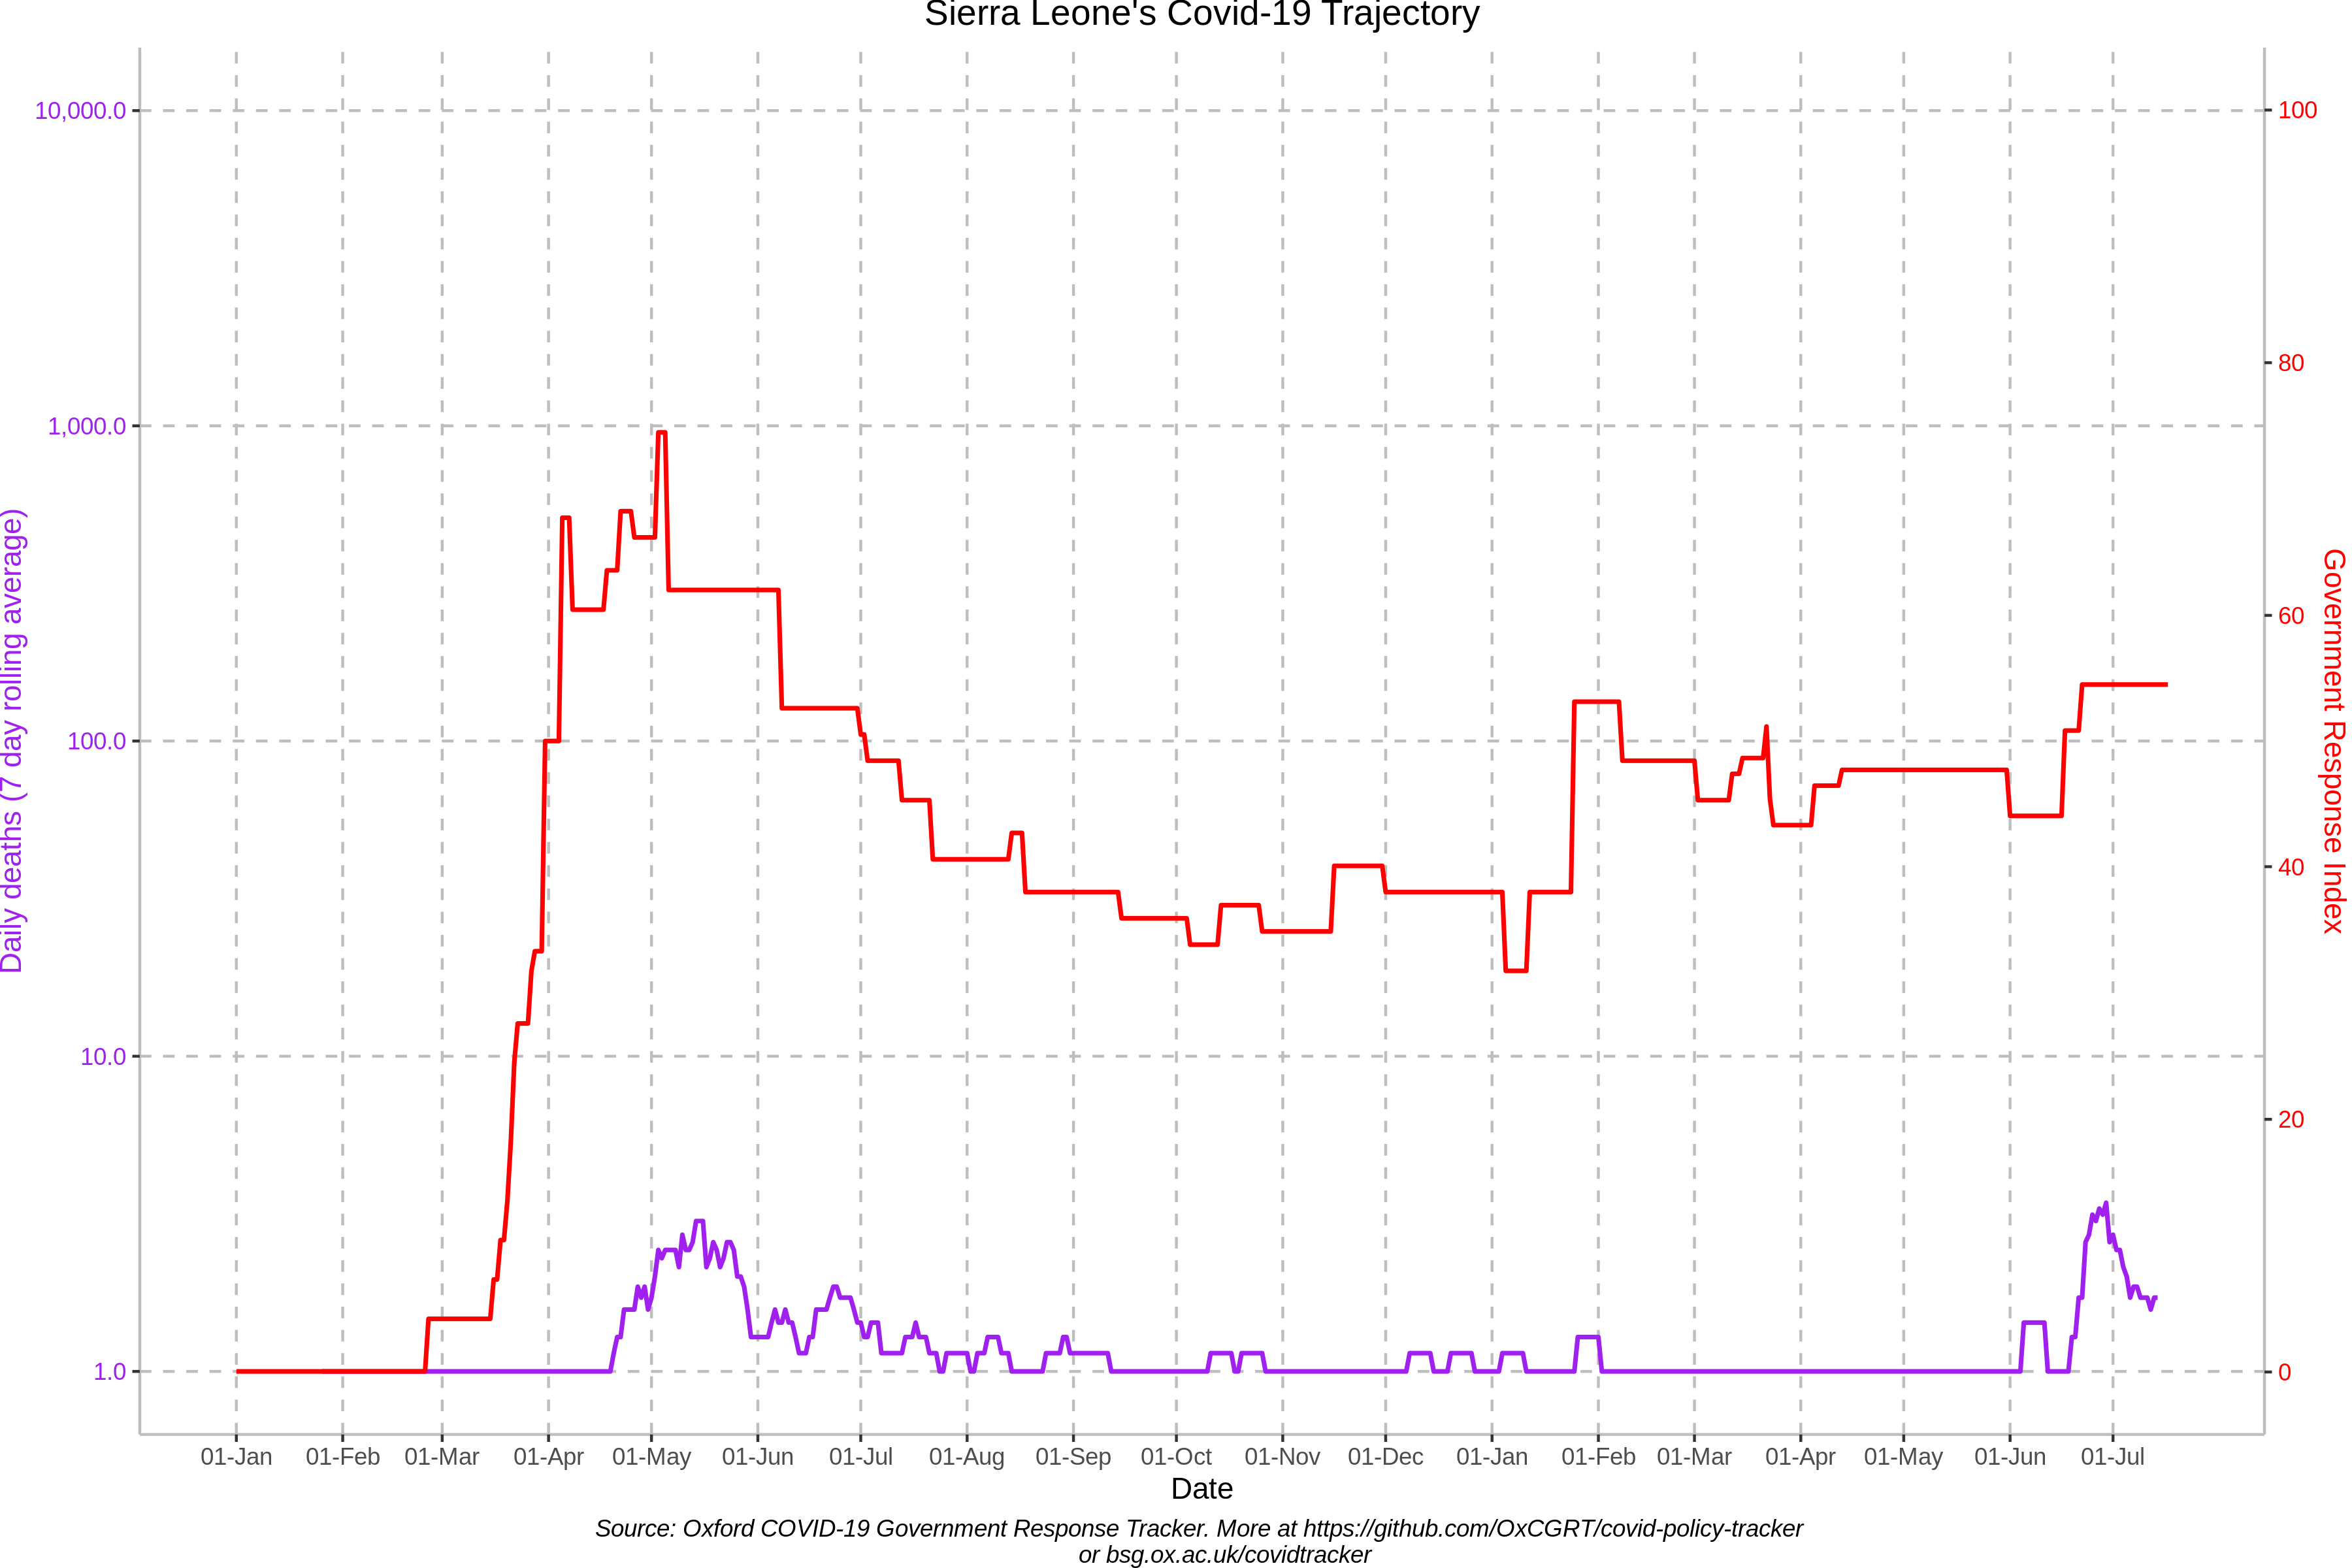 Sierra Leone's Covid-19 Trajectory
Daily deaths (7 day rolling average)
10,000.0
1,000.0
100.0
10.0
1.0
100
80
60
40
20
0
Government Response Index
01-Jan 01-Feb 01-Mar 01-Apr 01-May 01-Jun 01-Jul 01-Aug 01-Sep 01-Oct 01-Nov 01-Dec 01-Jan 01-Feb 01-Mar 01-Apr 01-May 01-Jun 01-Jul
Date
Source: Oxford COVID-19 Government Response Tracker. More at https://github.com/OxCGRT/covid-policy-tracker
or bsg.ox.ac.uk/covidtracker